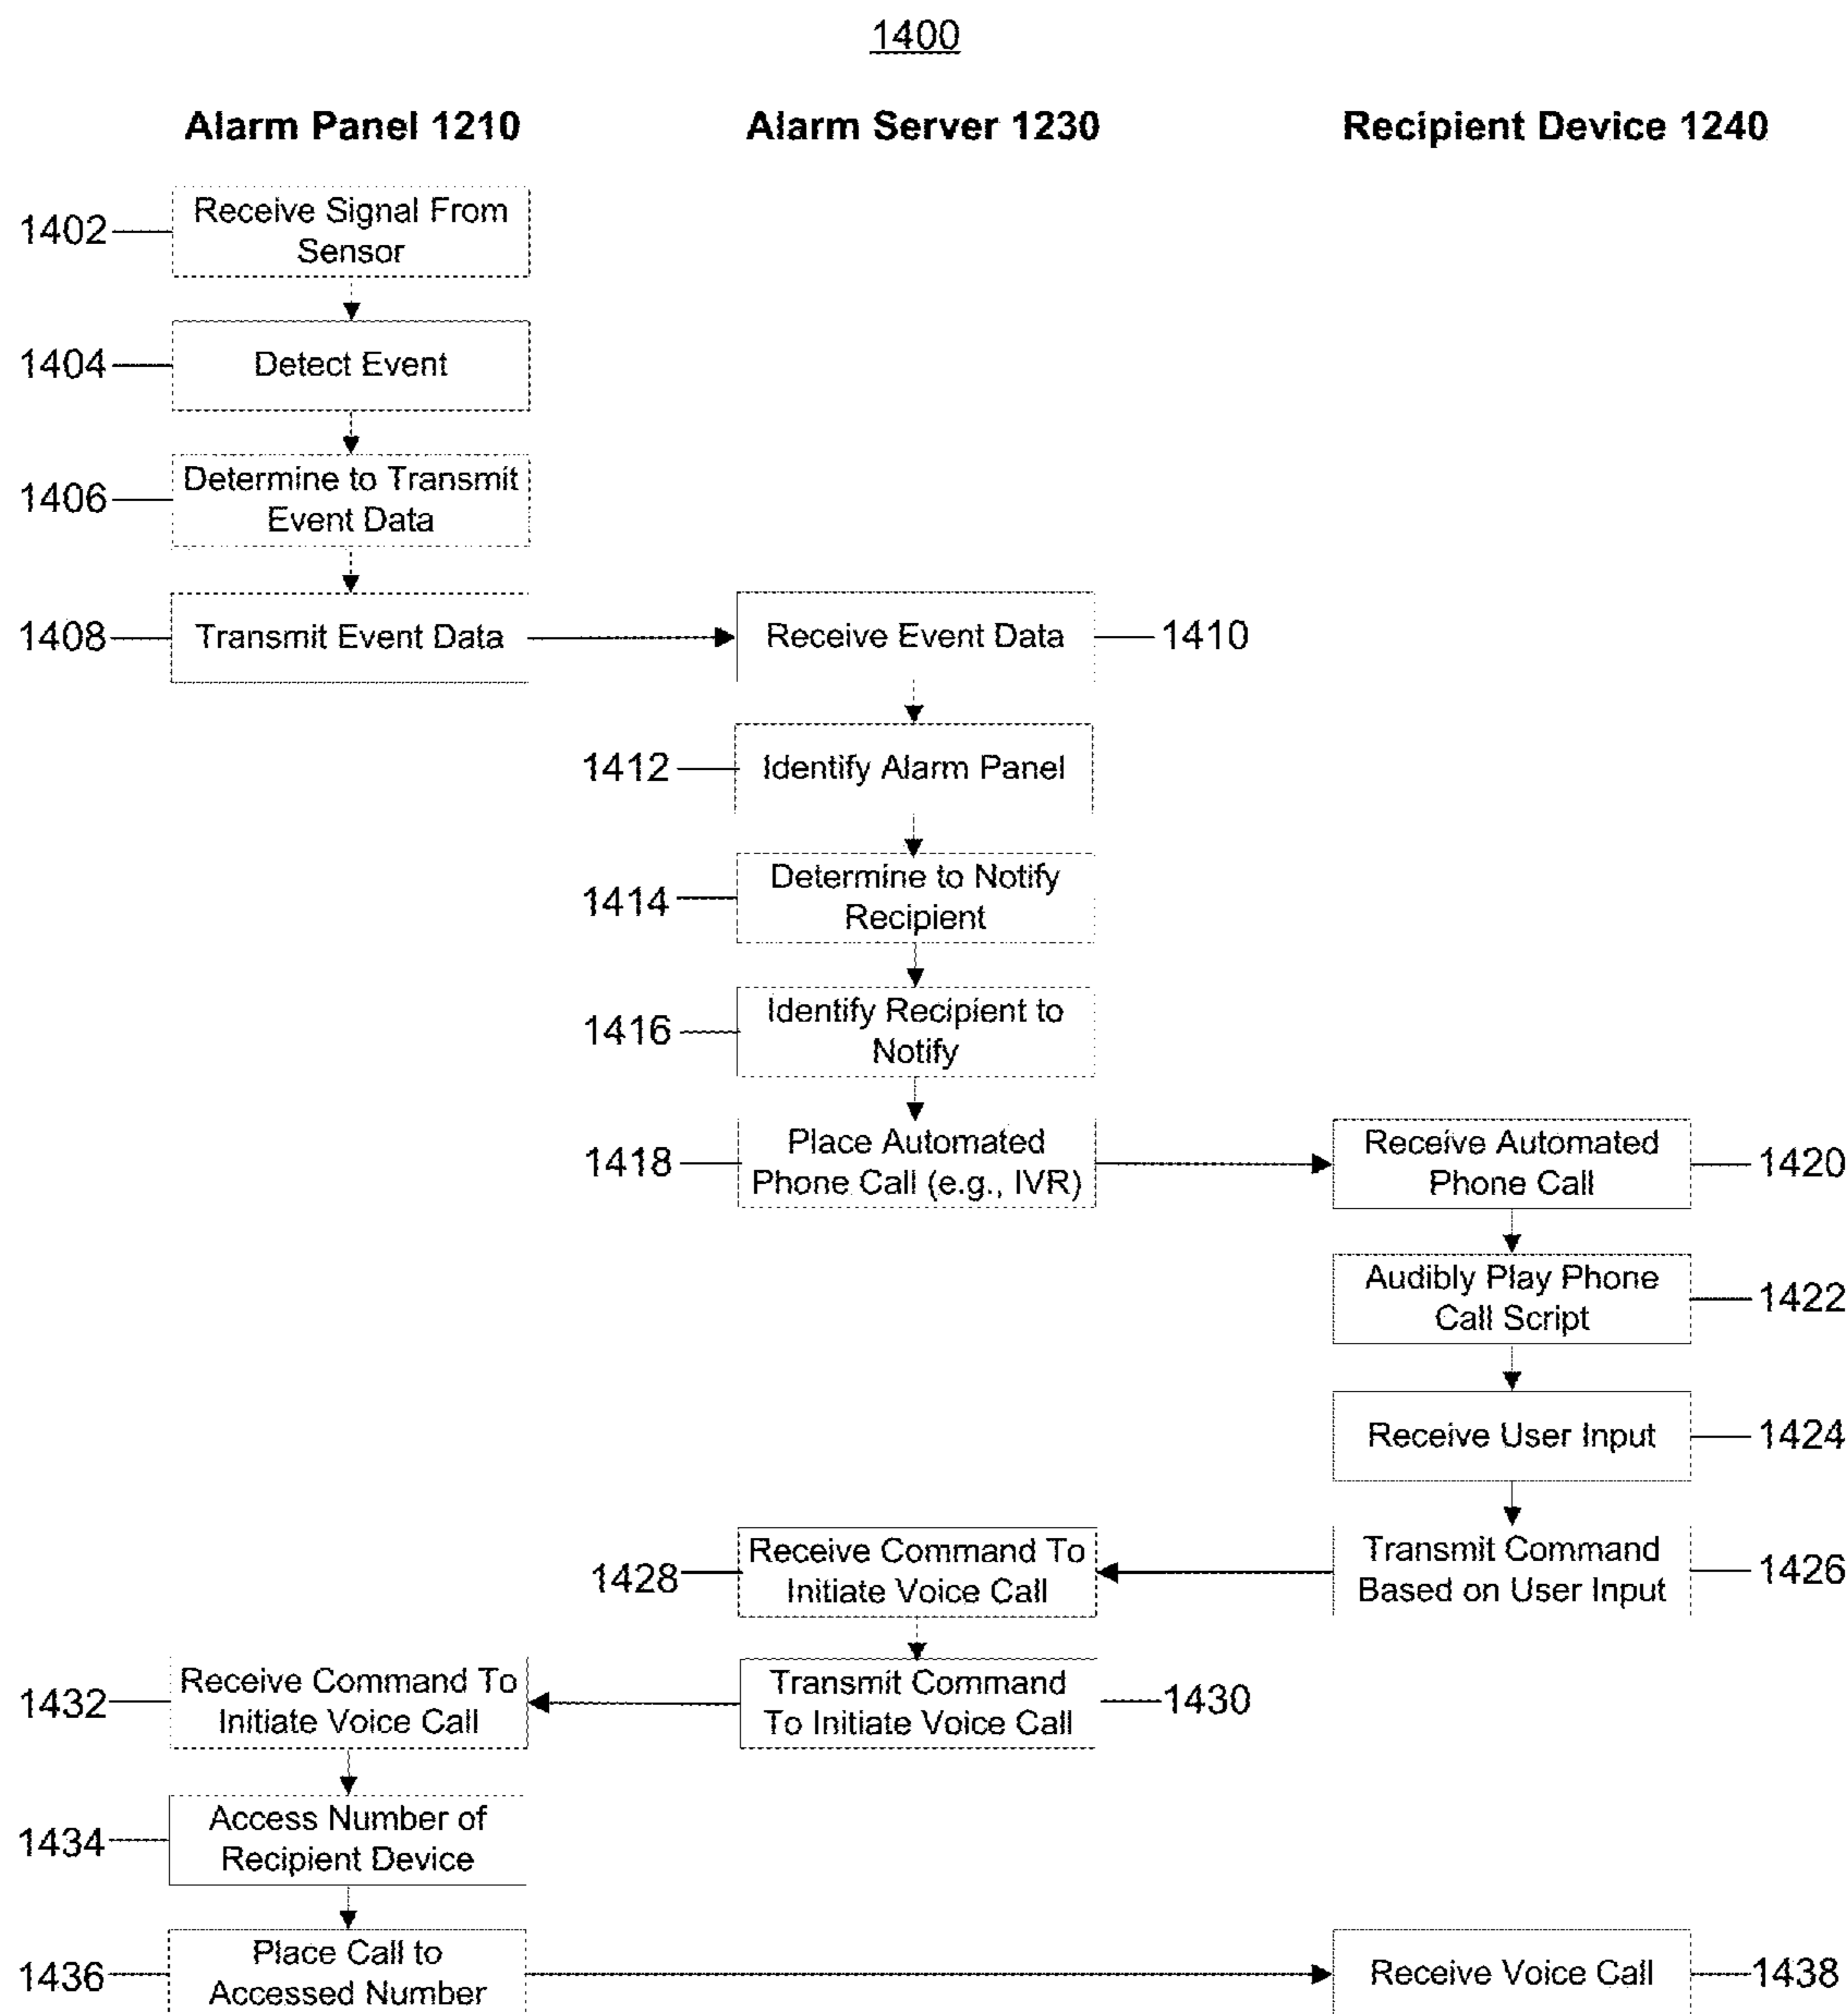 1400
Alarm Panel 1210
Alarm Server 1230
Recipient Device 1240
1402
Receive Signal From
Sensor
1404
Detect Event
1406
Determine to Transmit
Event Data
1408
Transmit Event Data
Receive Event Data
1410
1412
Identify Alarm Panel
1414
Determine to Notify
Recipient
1416
Identify Recipient to
Notify
1418
Place Automated
Phone Call (e.g., IVR)
Receive Automated
Phone Call
1420
Audibly Play Phone
Call Script
1422
Receive User Input
1424
1428
Receive Command To
Initiate Voice Call
Transmit Command
Based on User Input
1426
1432
Receive Command To
Initiate Voice Call
Transmit Command
To Initiate Voice Call
1430
1434
Access Number of
Recipient Device
1436
Place Call to
Accessed Number
Receive Voice Call
1438